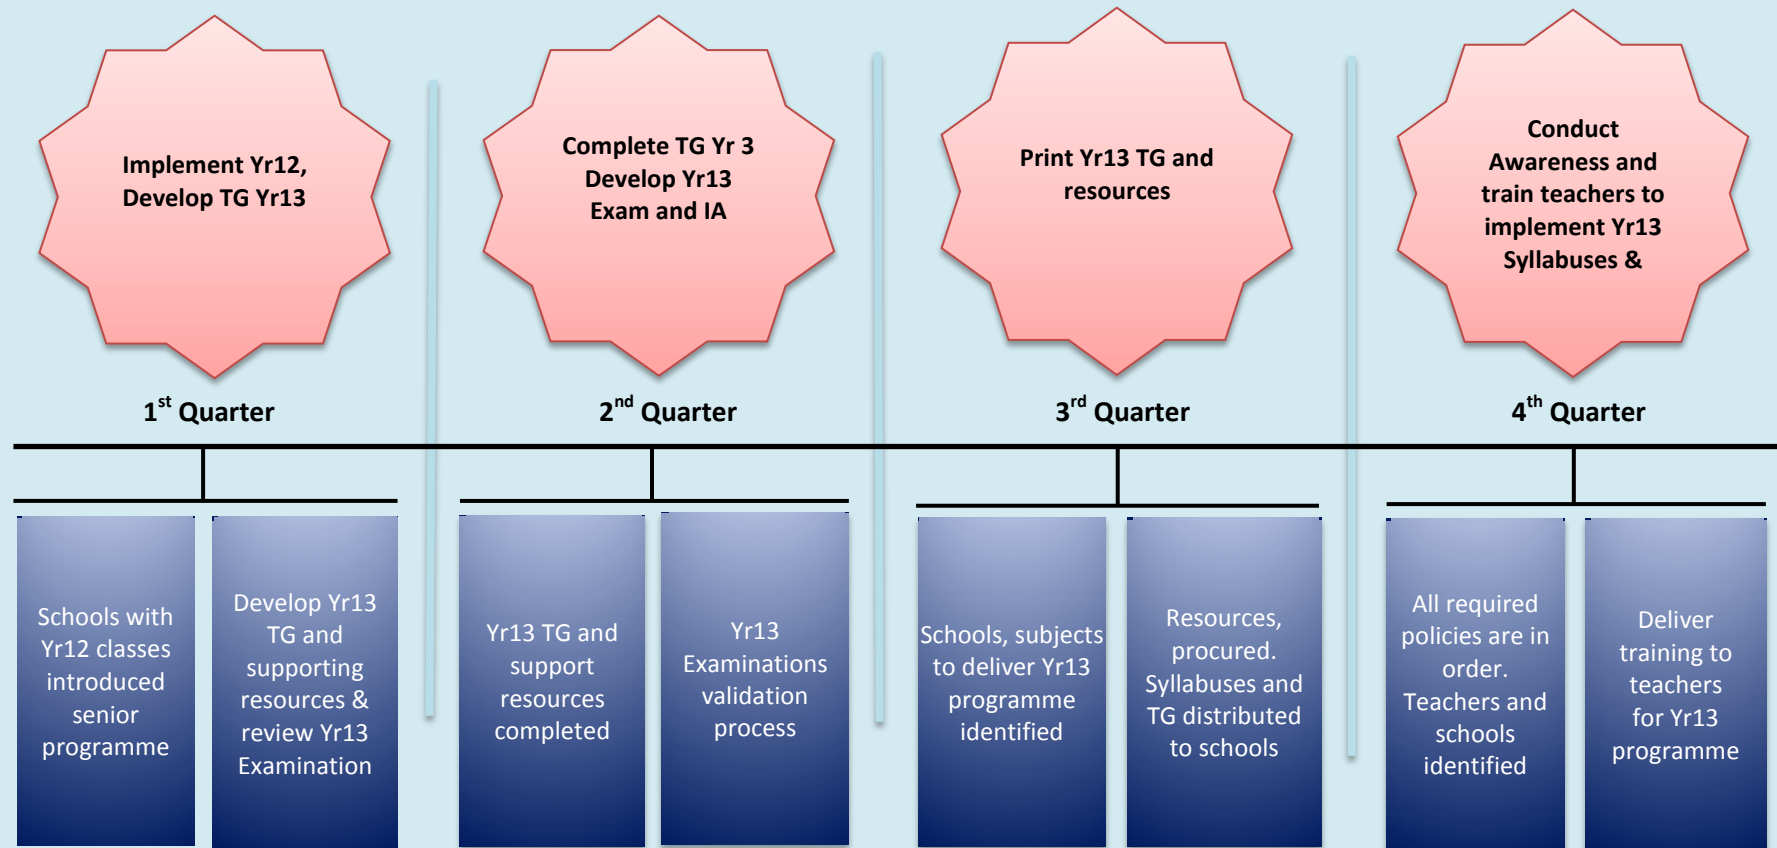 Implement Yr12,
Develop TG Yr13
Complete TG Yr 3
Develop Yr13
Exam and IA
Print Yr13 TG and
resources
Conduct
Awareness and
train teachers to
implement Yr13
Syllabuses &
1st Quarter
2nd Quarter
3rd Quarter
4th Quarter
Schools with
Yr12 classes
introduced
senior
programme
Develop Yr13
TG and
supporting
resources &
review Yr13
Examination
Yr13 TG and
support
resources
completed
Yr13
Examinations
validation
process
Schools, subjects
to deliver Yr13
programme
identified
Resources,
procured.
Syllabuses and
TG distributed
to schools
All required
policies are in
order.
Teachers and
schools
identified
Deliver
training to
teachers
for Yr13
programme